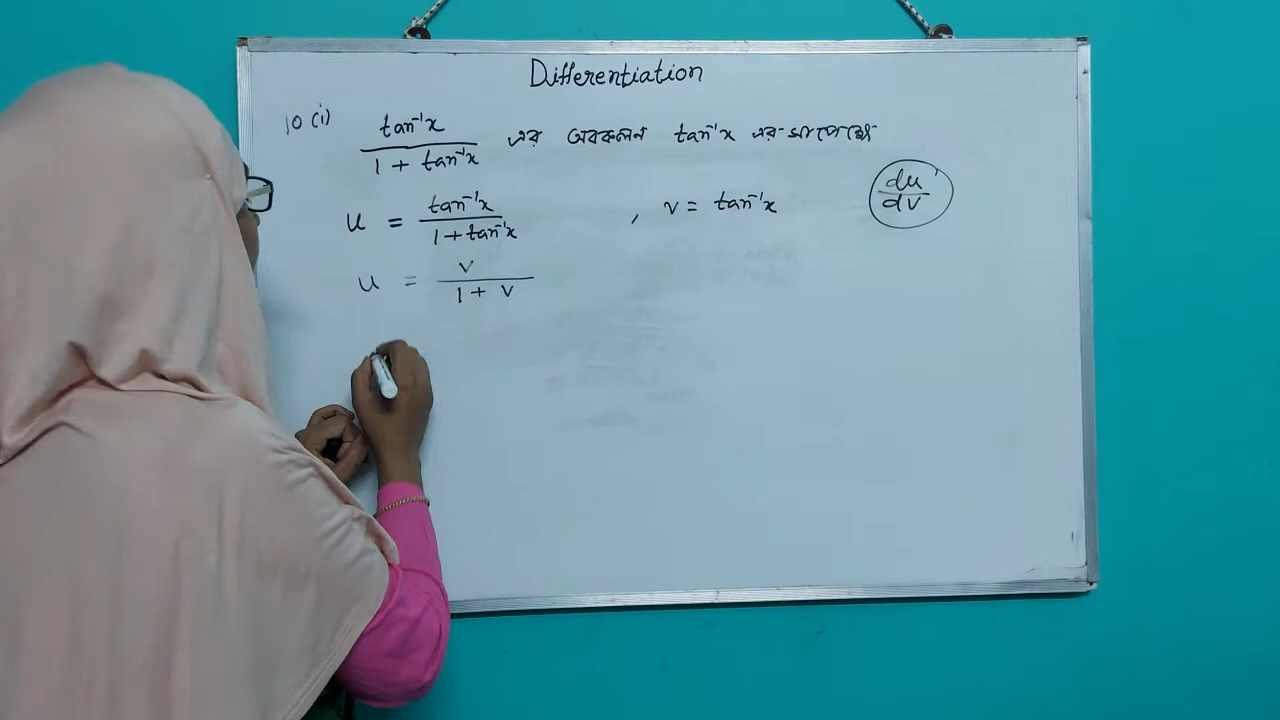 Differentiation
10 (i) tan⁻¹x / 1 + tan⁻¹x এর অবকলন tan⁻¹x এর সাপেক্ষে
u = tan⁻¹x / 1 + tan⁻¹x , v = tan⁻¹x du/dv
u = v / 1 + v